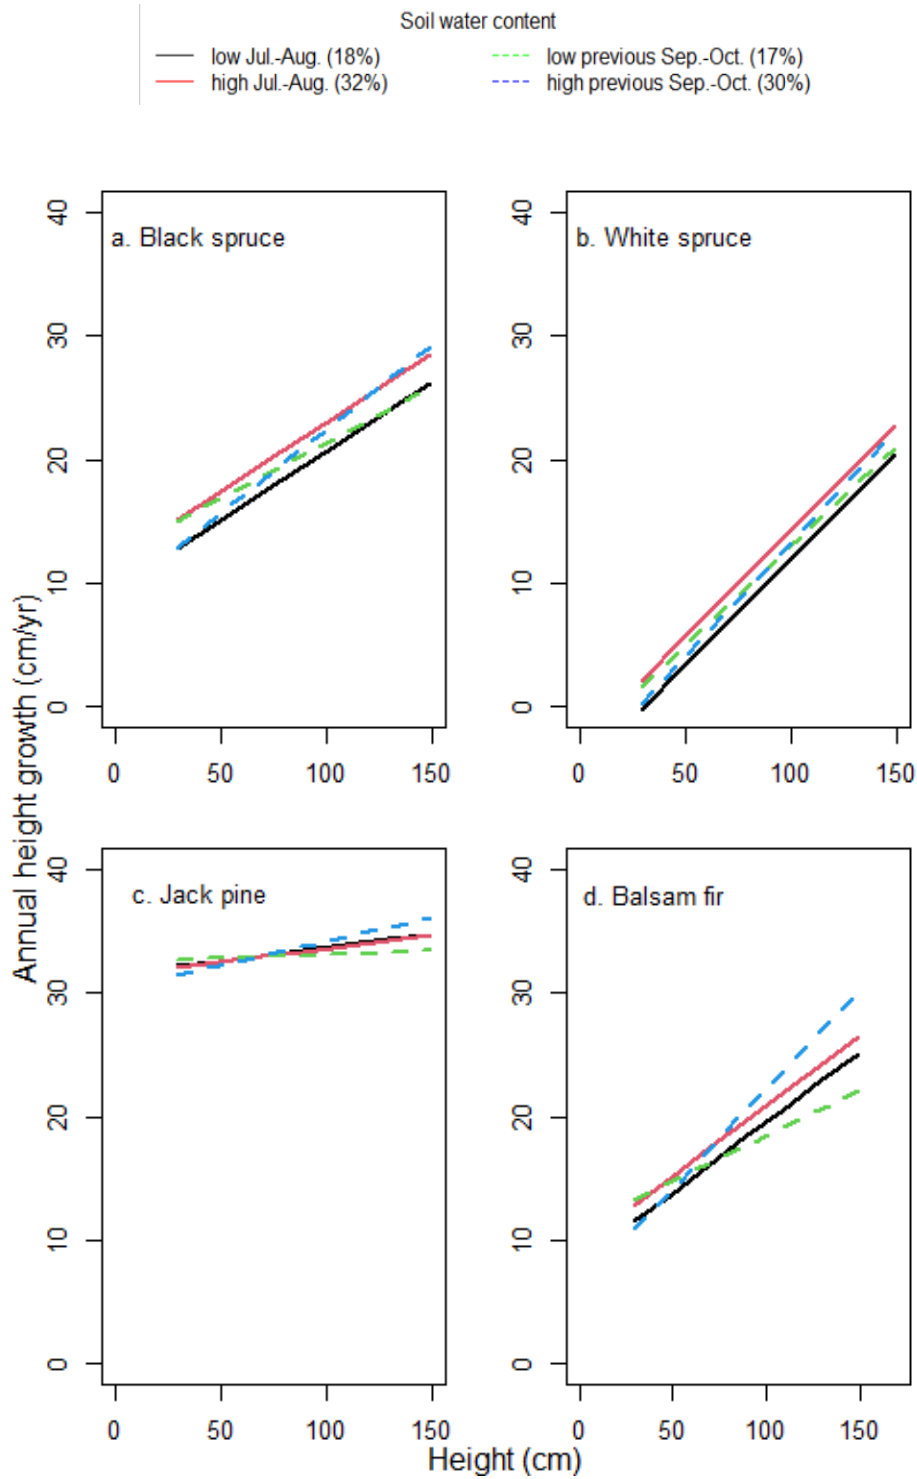 Soil water content
low Jul.-Aug. (18%)
low previous Sep.-Oct. (17%)
high Jul.-Aug. (32%)
high previous Sep.-Oct. (30%)
Annual height growth (cm/yr)
a. Black spruce
40
30
20
10
0
0 50 100 150
b. White spruce
40
30
20
10
0
0 50 100 150
c. Jack pine
40
30
20
10
0
0 50 100 150
d. Balsam fir
40
30
20
10
0
0 50 100 150
Height (cm)